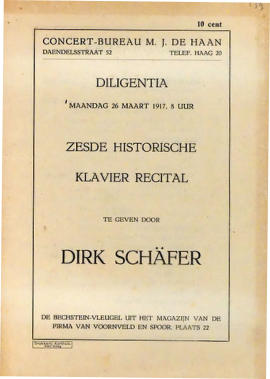 10 cent
CONCERT-BUREAU M. J. DE HAAN
DAENDELSSTRAAT 52 TELEF. HAAG 20
DILIGENTIA
MAANDAG 26 MAART 1917, 8 UUR
ZESDE HISTORISCHE
KLAVIER RECITAL
TE GEVEN DOOR
DIRK SCHÄFER
DE BECHSTEIN-VLEUGEL UIT HET MAGAZIJN VAN DE
FIRMA VAN VOORNVELD EN SPOOR, PLAATS 22